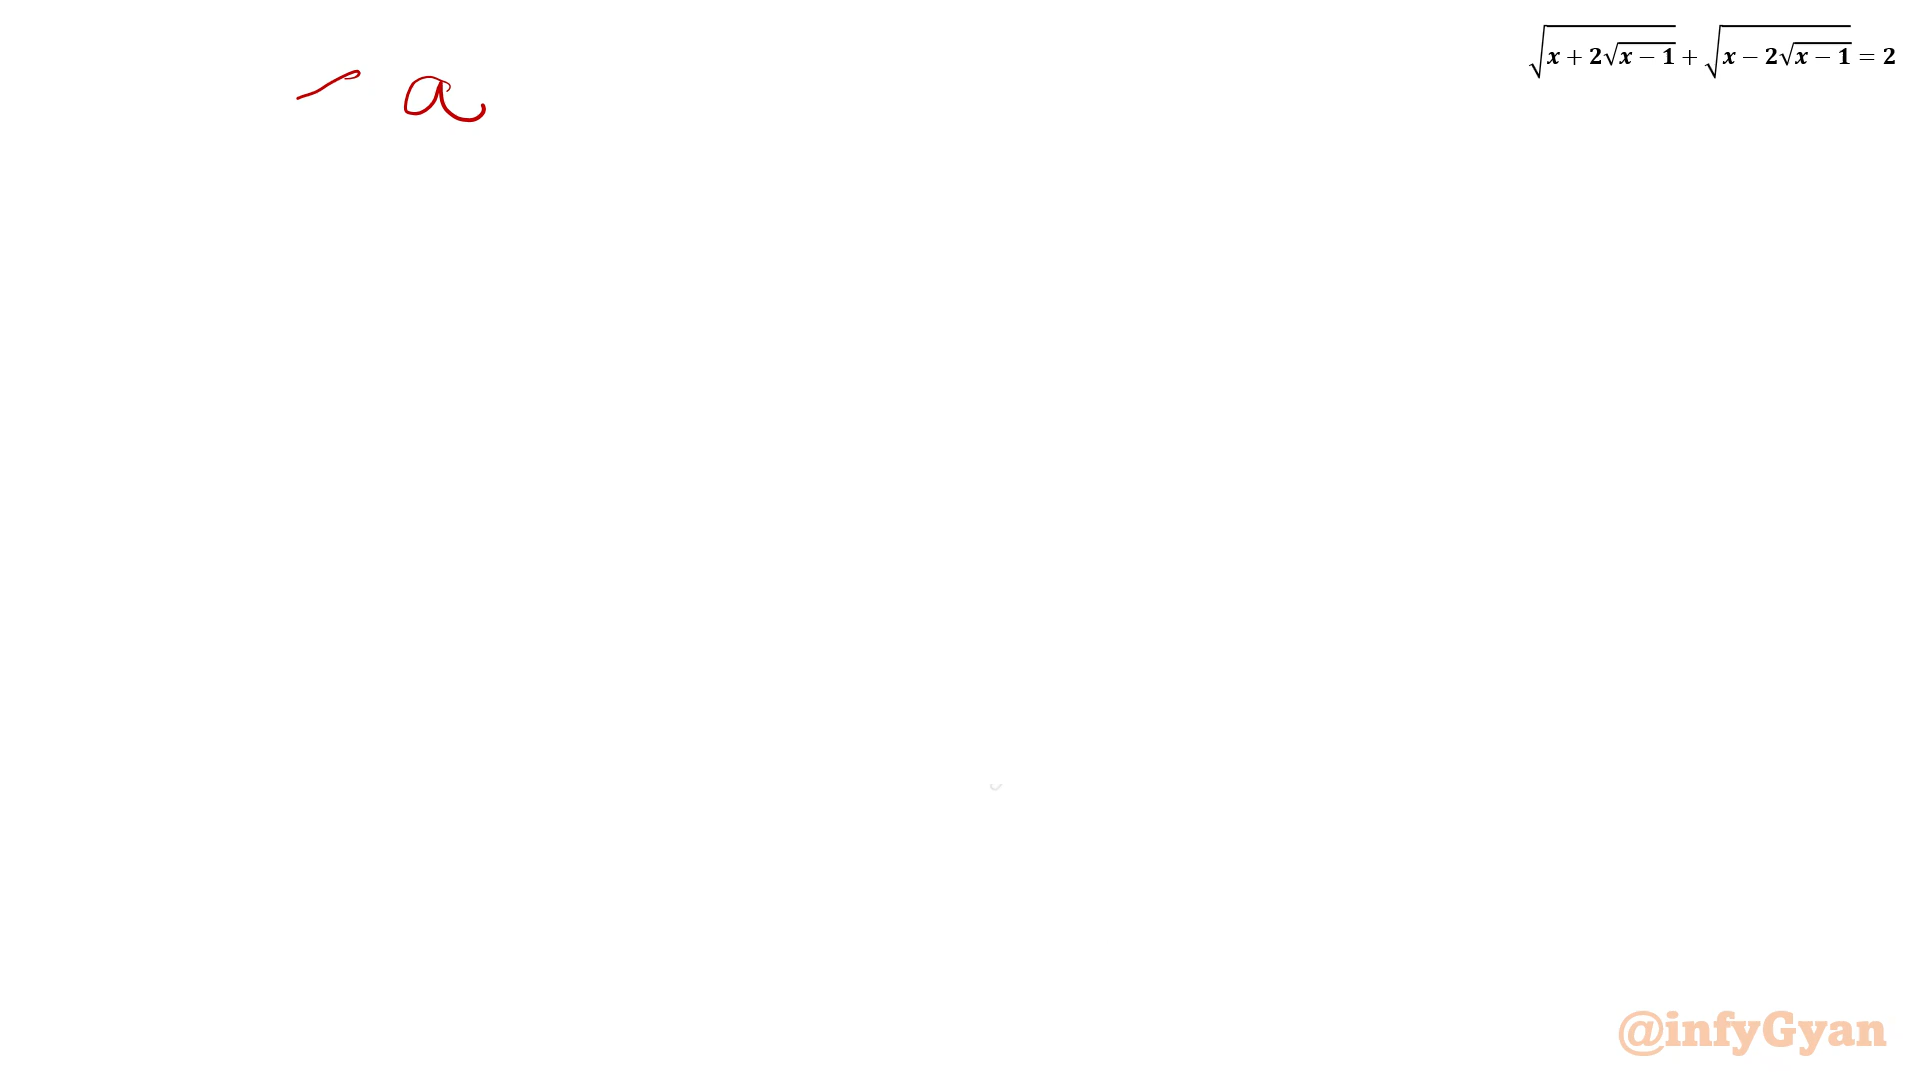 √(x + 2√(x − 1)) + √(x − 2√(x − 1)) = 2
- a
@infyGyan